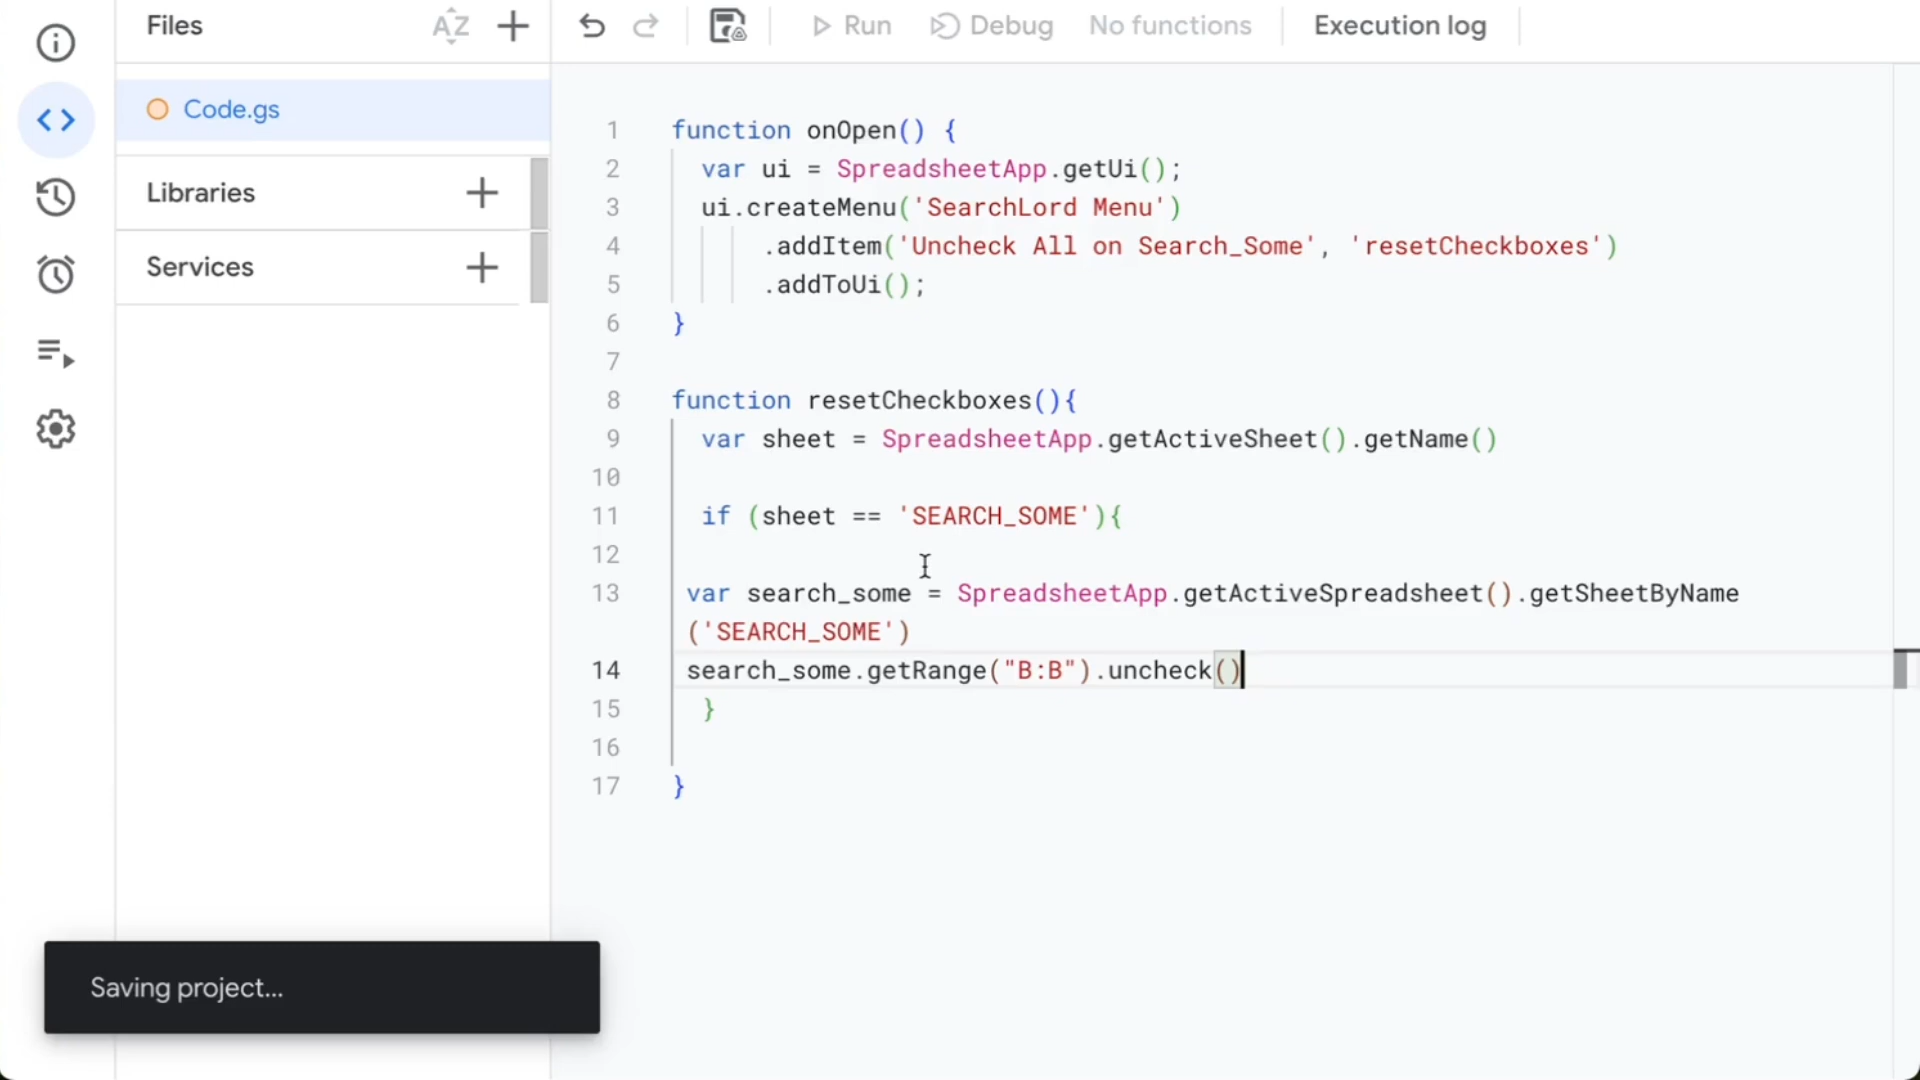 Files
AZ
Run
Debug
No functions
Execution log
Code.gs
Libraries
Services
1 function onOpen() {
2 var ui = SpreadsheetApp.getUi();
3 ui.createMenu('SearchLord Menu')
4 .addItem('Uncheck All on Search_Some', 'resetCheckboxes')
5 .addToUi();
6 }
7
8 function resetCheckboxes(){
9 var sheet = SpreadsheetApp.getActiveSheet().getName()
10
11 if (sheet == 'SEARCH_SOME'){
12
13 var search_some = SpreadsheetApp.getActiveSpreadsheet().getSheetByName
('SEARCH_SOME')
14 search_some.getRange("B:B").uncheck()
15 }
16
17 }
Saving project...